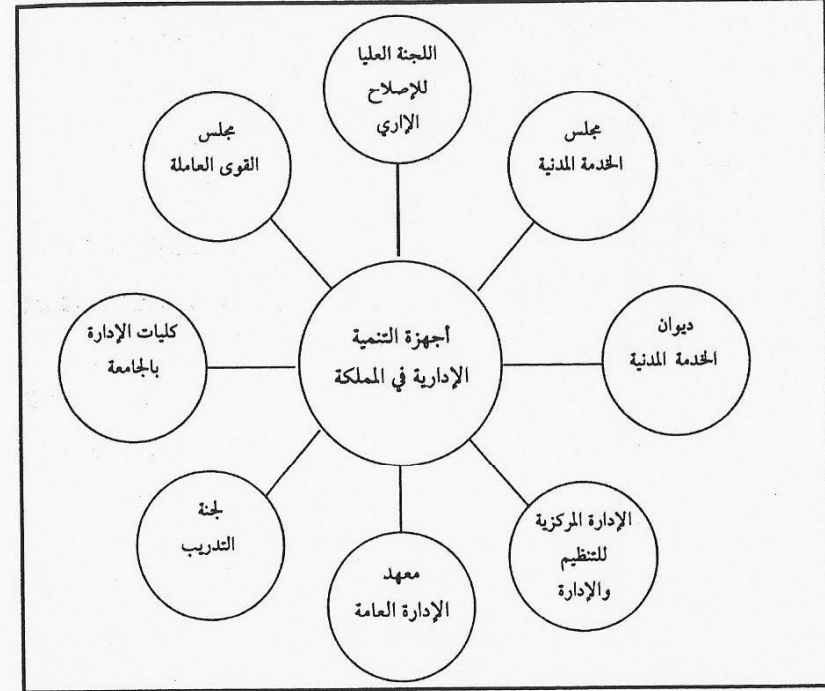 اللجنة العليا
للإصلاح
الإاري
مجلس
الخدمة المدنية
ديوان
الخدمة المدنية
الإدارة المركزية
للتنظيم
والإدارة
معهد
الإدارة العامة
لجنة
التدريب
كليات الإدارة
بالجامعة
مجلس
القوى العاملة
أجهزة التنمية
الإدارية في المملكة